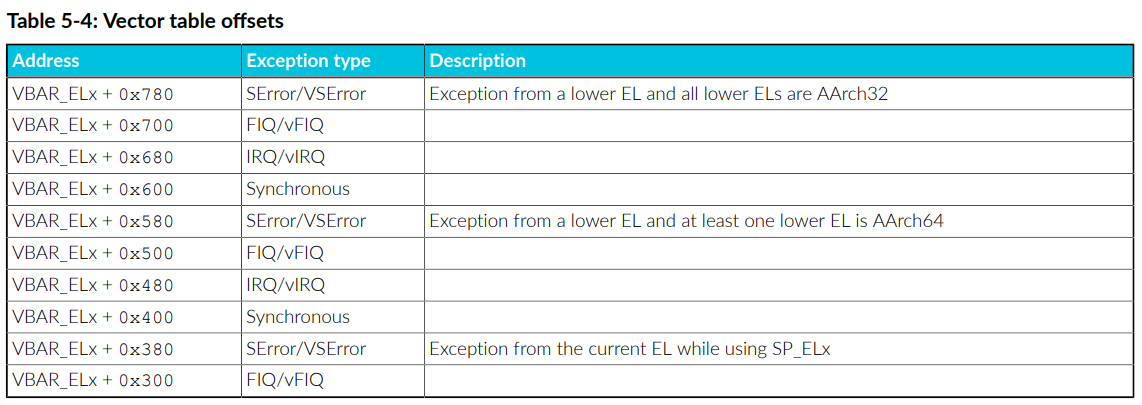 Table 5-4: Vector table offsets
Address Exception type Description
VBAR_ELx + 0x780 SError/VSError Exception from a lower EL and all lower ELs are AArch32
VBAR_ELx + 0x700 FIQ/vFIQ
VBAR_ELx + 0x680 IRQ/vIRQ
VBAR_ELx + 0x600 Synchronous
VBAR_ELx + 0x580 SError/VSError Exception from a lower EL and at least one lower EL is AArch64
VBAR_ELx + 0x500 FIQ/vFIQ
VBAR_ELx + 0x480 IRQ/vIRQ
VBAR_ELx + 0x400 Synchronous
VBAR_ELx + 0x380 SError/VSError Exception from the current EL while using SP_ELx
VBAR_ELx + 0x300 FIQ/vFIQ